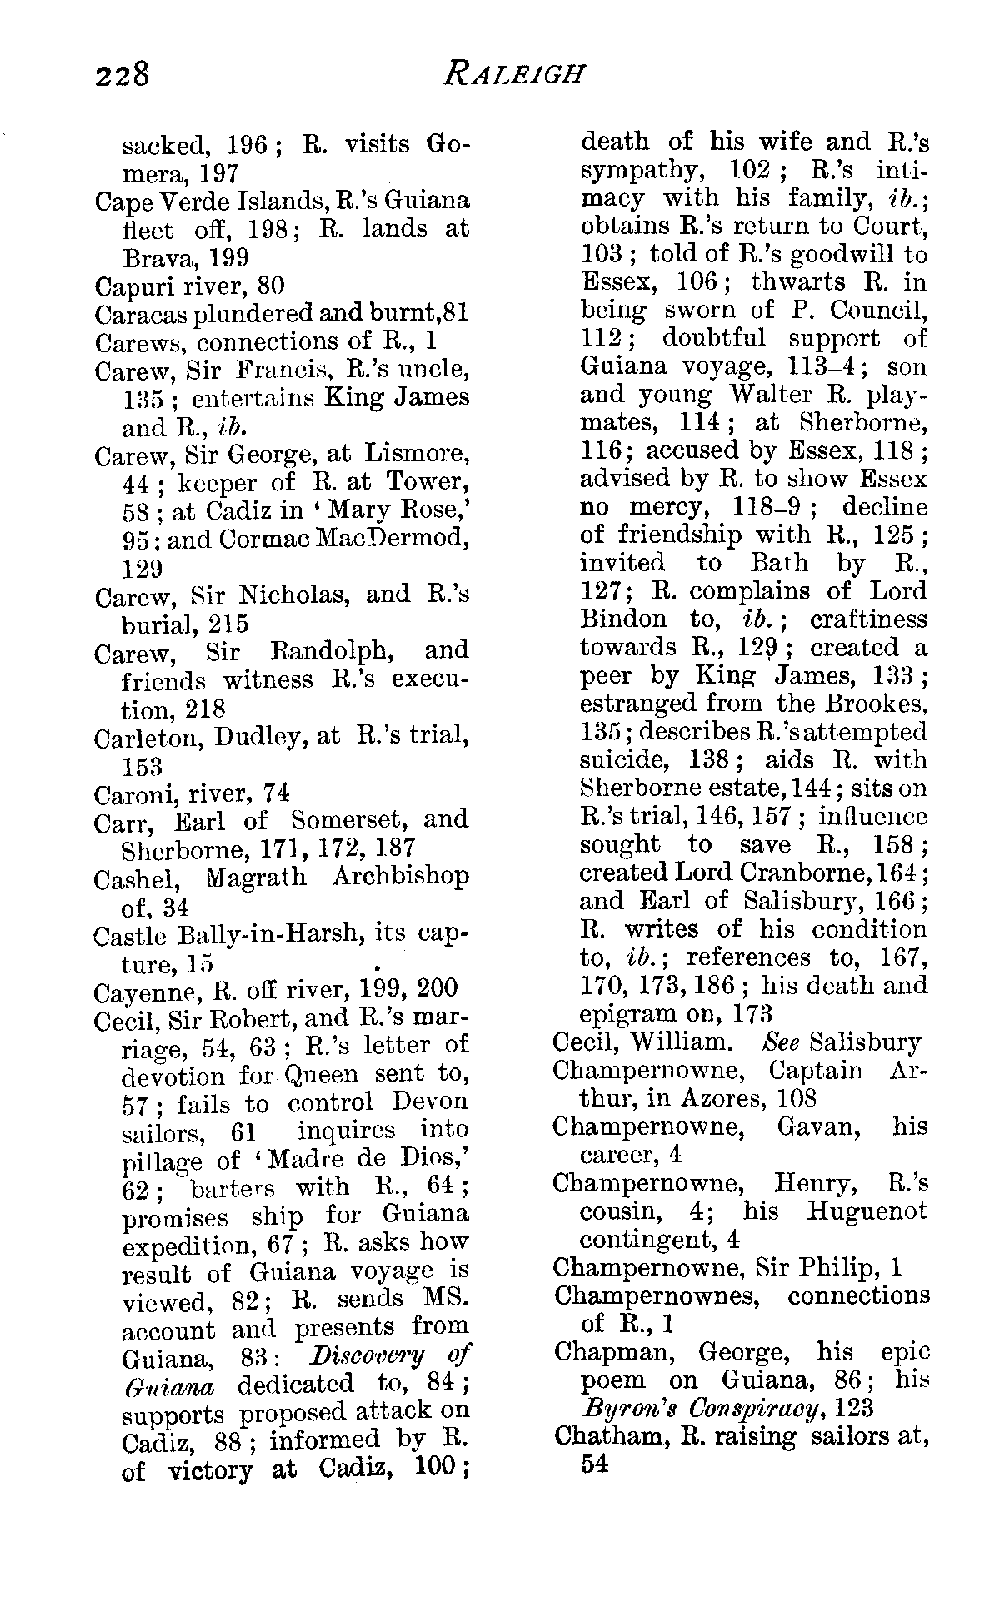 228
RALEIGH
sacked, 196 ; R. visits Go-
mera, 197
Cape Verde Islands, R.'s Guiana
fleet off, 198 ; R. lands at
Brava, 199
Capuri river, 80
Caracas plundered and burnt, 81
Carews, connections of R., 1
Carew, Sir Francis, R.'s uncle,
135 ; entertains King James
and R., ib.
Carew, Sir George, at Lismore,
44 ; keeper of R. at Tower,
58 ; at Cadiz in ' Mary Rose,'
95 ; and Cormac MacDermod,
129
Carew, Sir Nicholas, and R.'s
burial, 215
Carew, Sir Randolph, and
friends witness R.'s execu-
tion, 218
Carleton, Dudley, at R.'s trial,
153
Caroni, river, 74
Carr, Earl of Somerset, and
Sherborne, 171, 172, 187
Cashel, Magrath Archbishop
of, 34
Castle Bally-in-Harsh, its cap-
ture, 15
Cayenne, R. off river, 199, 200
Cecil, Sir Robert, and R.'s mar-
riage, 54, 63 ; R.'s letter of
devotion for Queen sent to,
57 ; fails to control Devon
sailors, 61 inquires into
pillage of ' Madre de Dios,'
62 ; barters with R., 64 ;
promises ship for Guiana
expedition, 67 ; R. asks how
result of Guiana voyage is
viewed, 82 ; R. sends MS.
account and presents from
Guiana, 83 : Discovery of
Guiana dedicated to, 84 ;
supports proposed attack on
Cadiz, 88 ; informed by R.
of victory at Cadiz, 100 ;
death of his wife and R.'s
sympathy, 102 ; R.'s inti-
macy with his family, ib. ;
obtains R.'s return to Court,
103 ; told of R.'s goodwill to
Essex, 106 ; thwarts R. in
being sworn of P. Council,
112 ; doubtful support of
Guiana voyage, 113–4 ; son
and young Walter R. play-
mates, 114 ; at Sherborne,
116 ; accused by Essex, 118 ;
advised by R. to show Essex
no mercy, 118–9 ; decline
of friendship with R., 125 ;
invited to Bath by R.,
127 ; R. complains of Lord
Bindon to, ib. ; craftiness
towards R., 129 ; created a
peer by King James, 133 ;
estranged from the Brookes,
135 ; describes R.'s attempted
suicide, 138 ; aids R. with
Sherborne estate, 144 ; sits on
R.'s trial, 146, 157 ; influence
sought to save R., 158 ;
created Lord Cranborne, 164 ;
and Earl of Salisbury, 166 ;
R. writes of his condition
to, ib. ; references to, 167,
170, 173, 186 ; his death and
epigram on, 173
Cecil, William. See Salisbury
Champernowne, Captain Ar-
thur, in Azores, 108
Champernowne, Gavan, his
career, 4
Champernowne, Henry, R.'s
cousin, 4 ; his Huguenot
contingent, 4
Champernowne, Sir Philip, 1
Champernownes, connections
of R., 1
Chapman, George, his epic
poem on Guiana, 86 ; his
Byron's Conspiracy, 123
Chatham, R. raising sailors at,
54